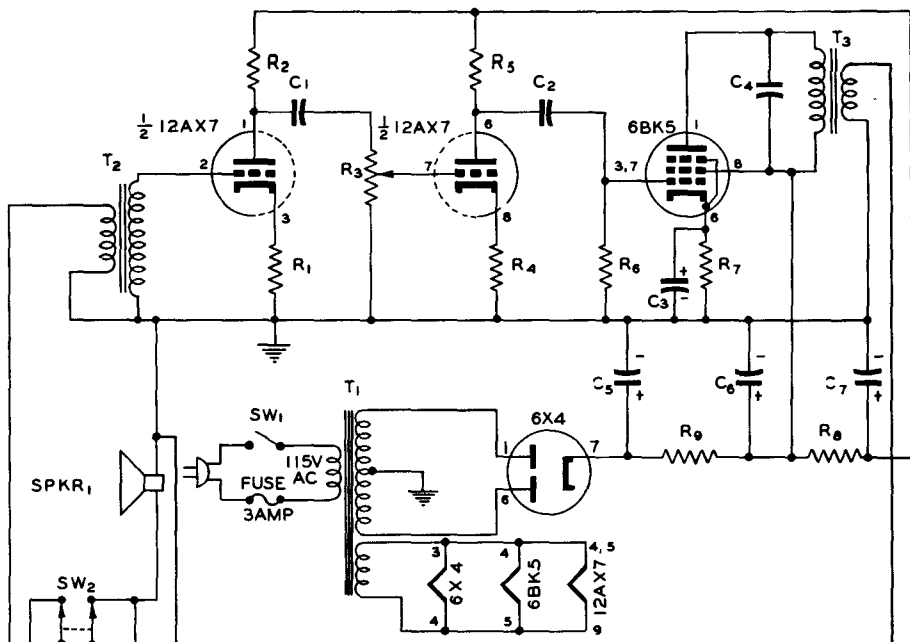 R2
R5
T3
C1
C2
C4
1/2 12AX7
1
1/2 12AX7
6
6BK5
1
T2
2
R3
7
3,7
8
3
8
6
R1
R4
R6
C3
+
-
R7
T1
C5
-
+
C6
-
+
C7
-
+
SW1
6X4
115V
AC
1
7
R9
R8
SPKR1
FUSE
3AMP
6
3
4
4,5
6X4
6BK5
12AX7
SW2
4
5
9